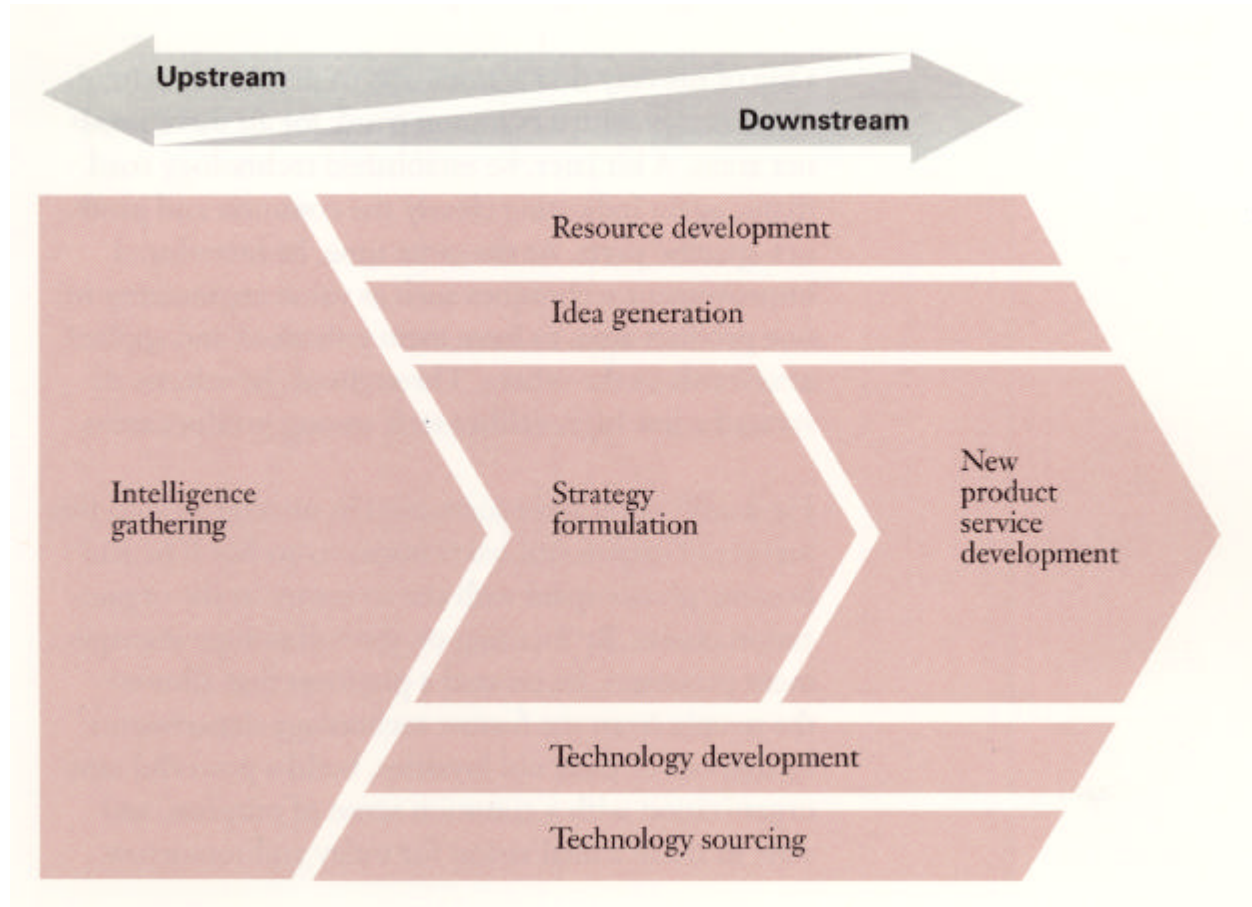 Upstream
Downstream
Resource development
Idea generation
Intelligence
gathering
Strategy
formulation
New
product
service
development
Technology development
Technology sourcing